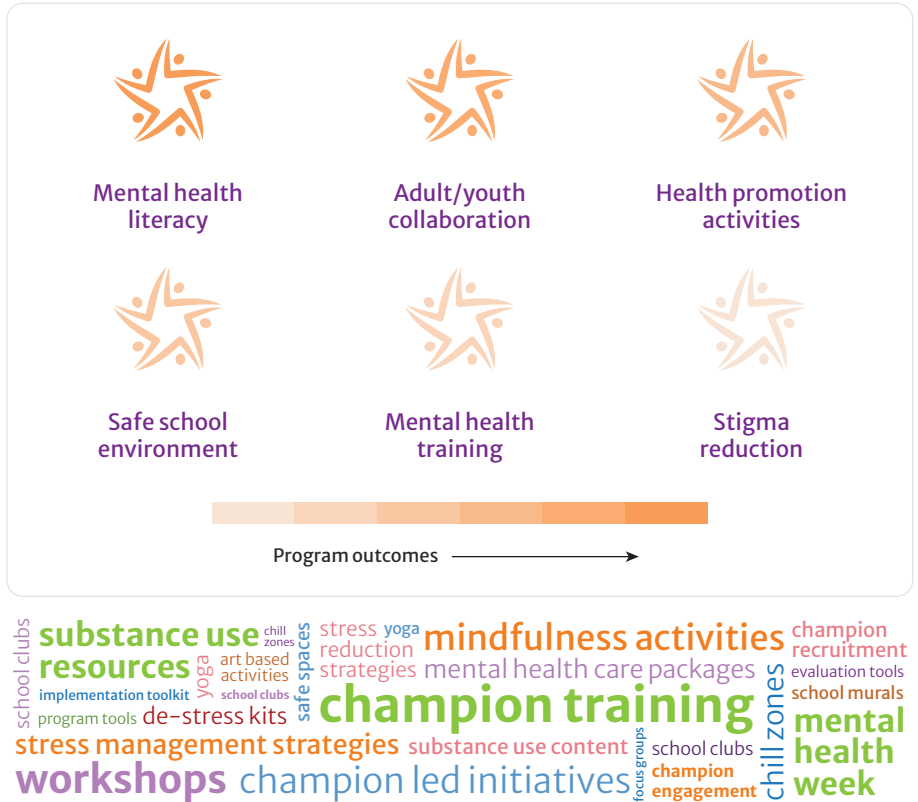 Mental health
literacy
Adult/youth
collaboration
Health promotion
activities
Safe school
environment
Mental health
training
Stigma
reduction
Program outcomes
school clubs
substance use
resources
chill
zones
yoga
art based
activities
school clubs
implementation toolkit
program tools
de-stress kits
safe spaces
stress
reduction
strategies
yoga
mindfulness activities
mental health care packages
champion training
champion
recruitment
evaluation tools
school murals
mental
health
week
chill zones
stress management strategies
substance use content
focus groups
school clubs
champion
engagement
workshops
champion led initiatives